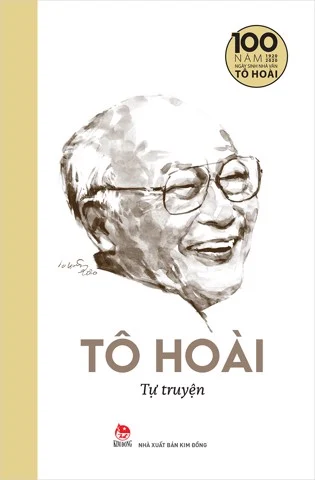 100
NĂM 1920
2020
NGÀY SINH NHÀ VĂN
TÔ HOÀI
TÔ HOÀI
Tự truyện
KIM ĐỒNG
NHÀ XUẤT BẢN KIM ĐỒNG